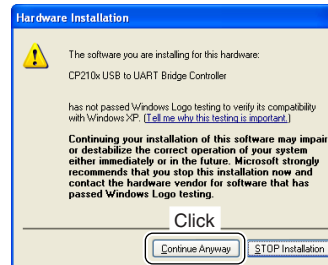 Hardware Installation
The software you are installing for this hardware:
CP210x USB to UART Bridge Controller
has not passed Windows Logo testing to verify its compatibility
with Windows XP. (Tell me why this testing is important.)
Continuing your installation of this software may impair
or destabilize the correct operation of your system
either immediately or in the future. Microsoft strongly
recommends that you stop this installation now and
contact the hardware vendor for software that has
passed Windows Logo testing.
Click
Continue Anyway STOP Installation